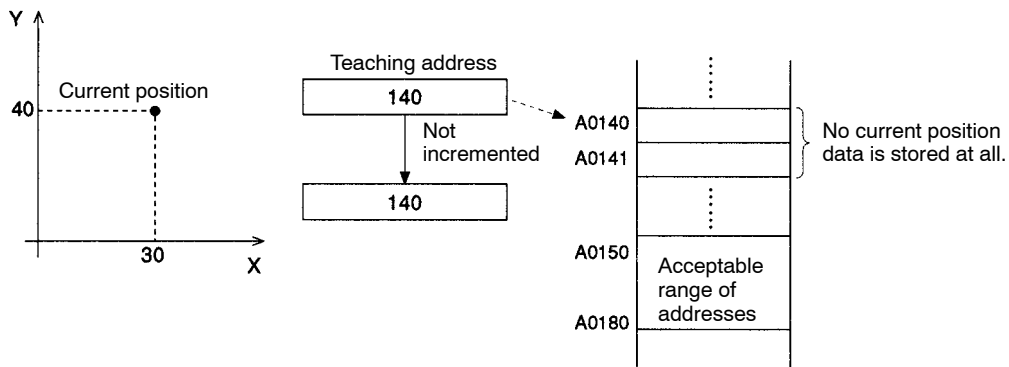 Y
Current position
40
30
X
Teaching address
140
Not
incremented
140
A0140
A0141
No current position
data is stored at all.
A0150
Acceptable
range of
addresses
A0180